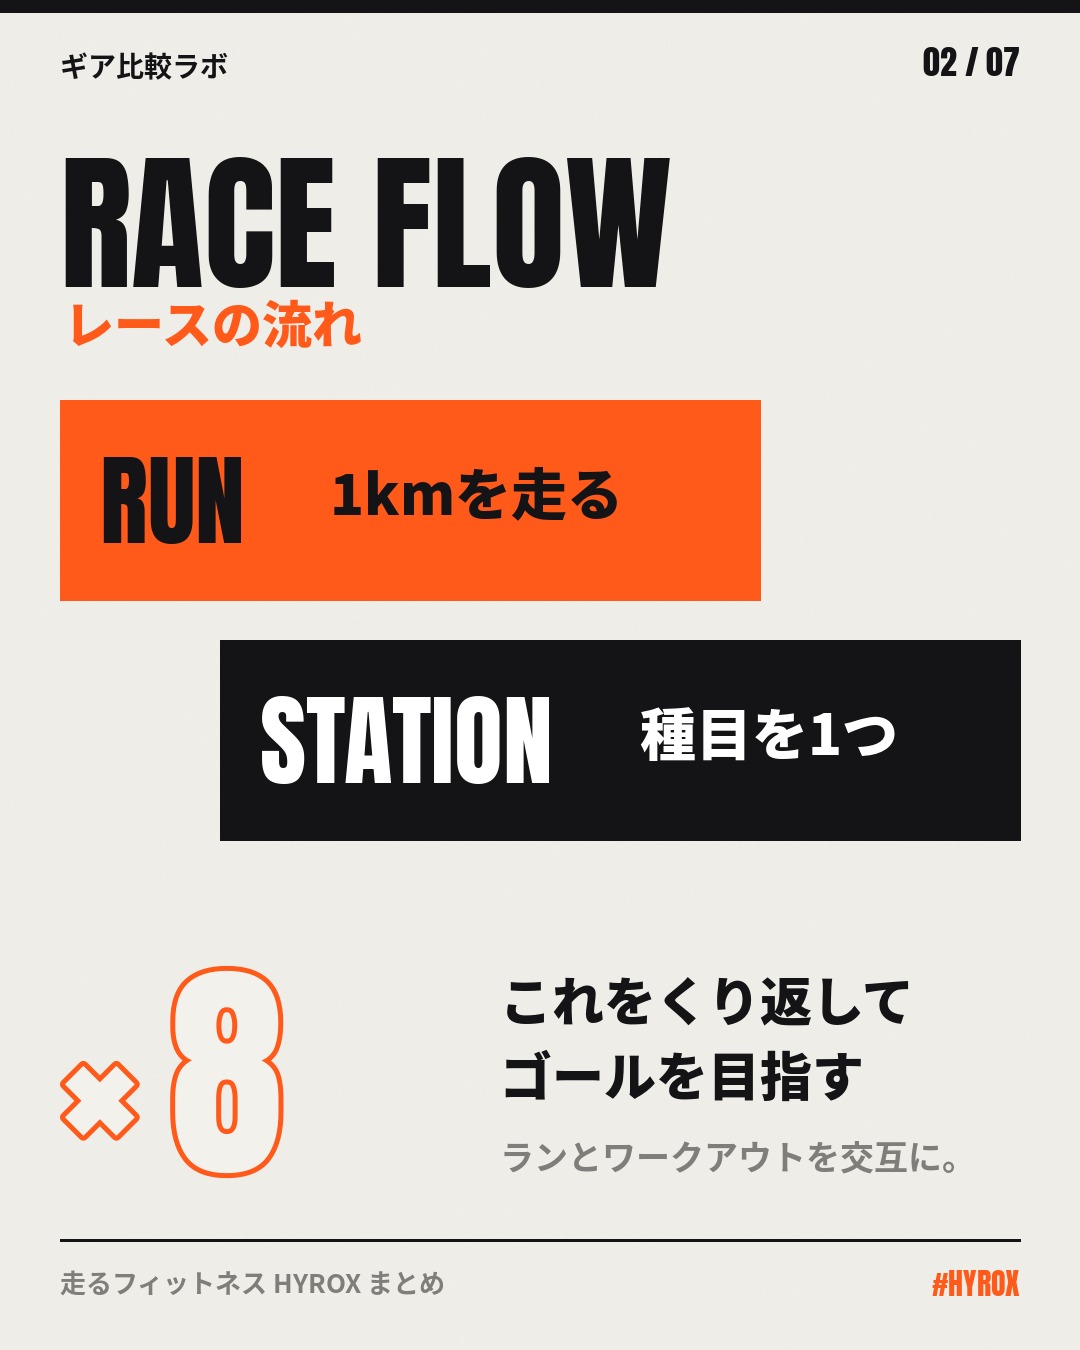 ギア比較ラボ
02 / 07
RACE FLOW
レースの流れ
RUN 1kmを走る
STATION 種目を1つ
×8
これをくり返して
ゴールを目指す
ランとワークアウトを交互に。
走るフィットネス HYROX まとめ
#HYROX